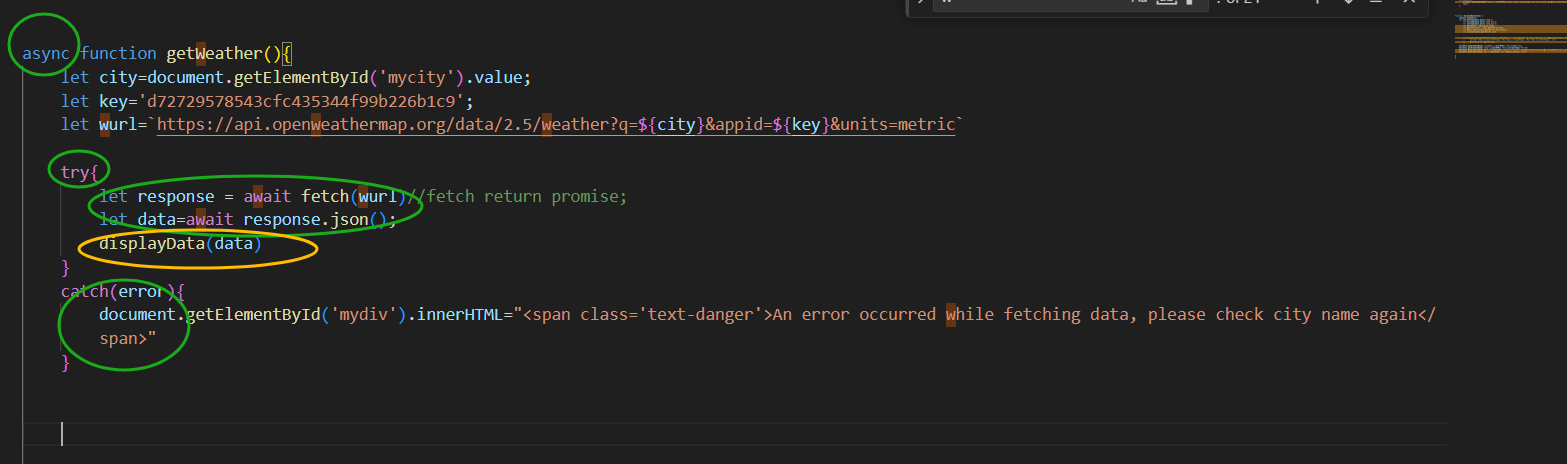 async function getWeather(){
let city=document.getElementById('mycity').value;
let key='d72729578543cfc435344f99b226b1c9';
let wurl=`https://api.openweathermap.org/data/2.5/weather?q=${city}&appid=${key}&units=metric`
try{
let response = await fetch(wurl)//fetch return promise;
let data=await response.json();
displayData(data)
}
catch(error){
document.getElementById('mydiv').innerHTML="<span class='text-danger'>An error occurred while fetching data, please check city name again</
span>"
}